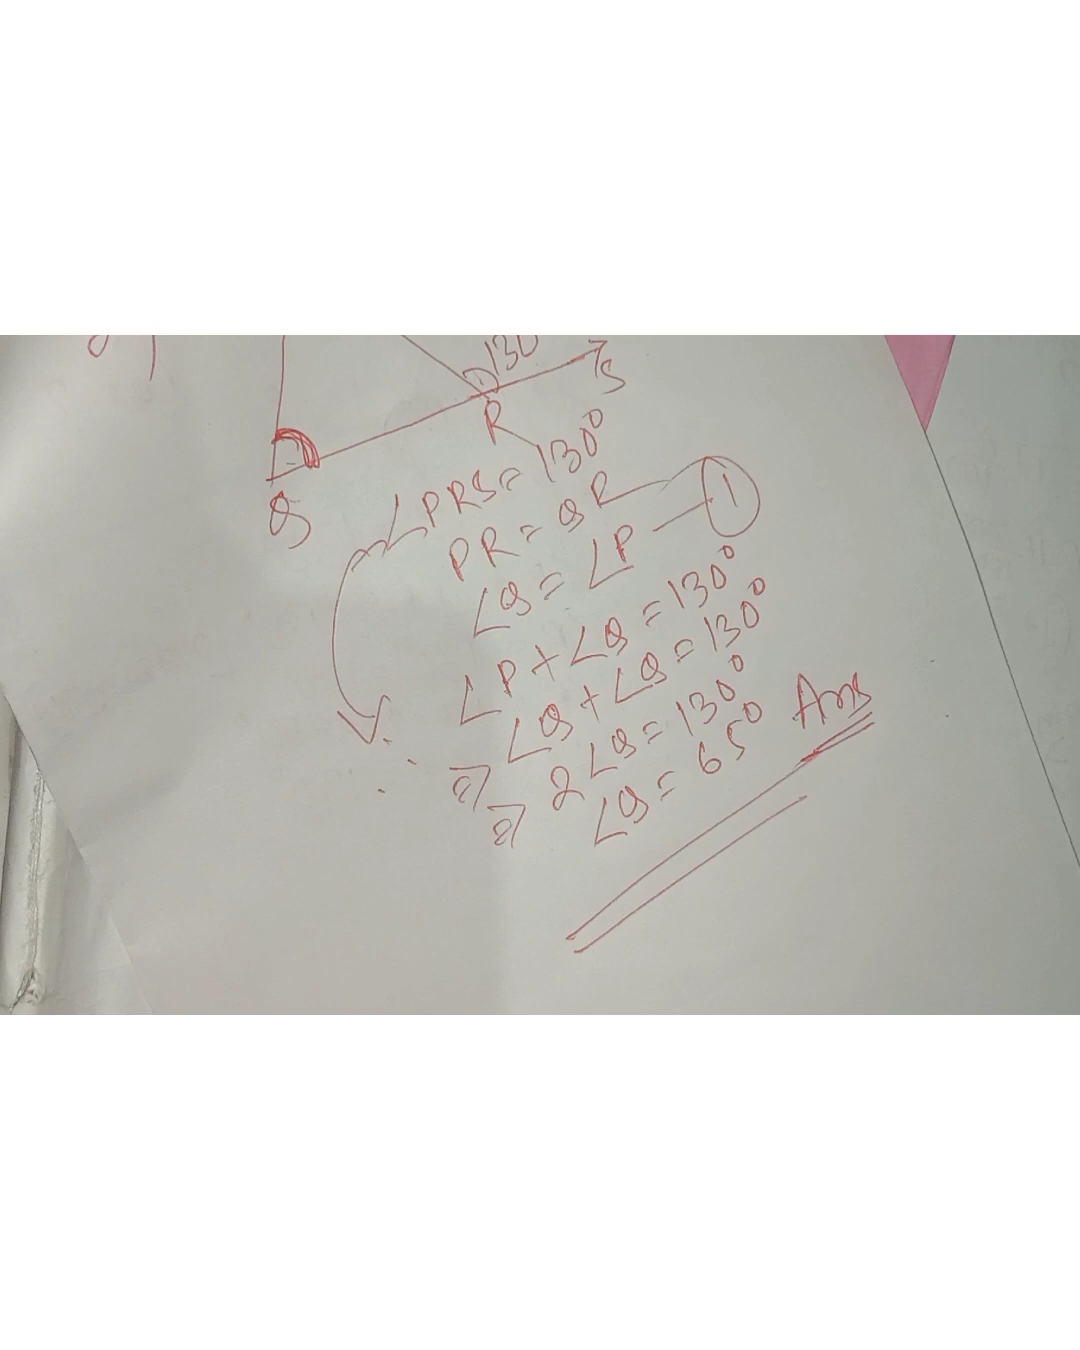 130
S
R
Q
∠PRS = 130°
PR = QR
1
∠Q = ∠P
∠P + ∠Q = 130°
⇒ ∠Q + ∠Q = 130°
⇒ 2∠Q = 130°
∠Q = 65° Ans